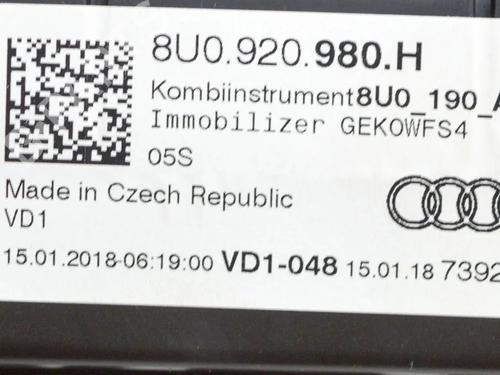 8U0.920.980.H
Kombiinstrument8U0_190_A
Immobilizer GEKOWFS4
05S
Made in Czech Republic
VD1
15.01.2018-06:19:00 VD1-048 15.01.18 7392